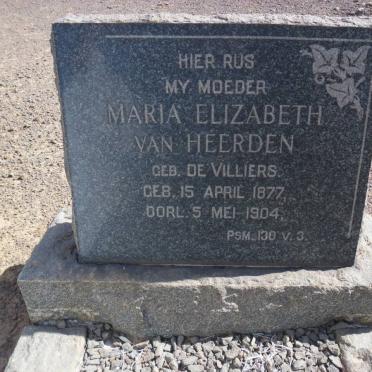 HIER RUS
MY MOEDER
MARIA ELIZABETH
VAN HEERDEN
GEB. DE VILLIERS.
GEB. 15 APRIL 1877,
OORL. 5 MEI 1904,
PSM. 130 V. 3.